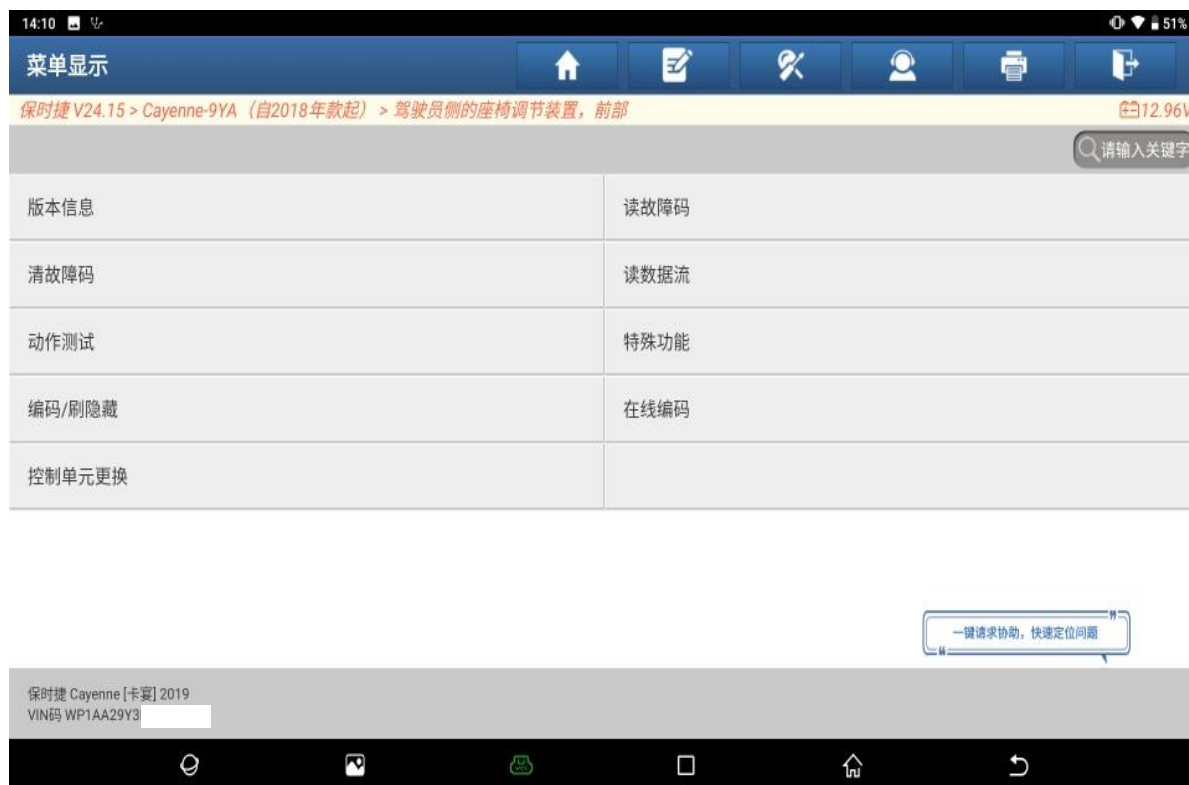 14:10
51%
菜单显示
保时捷 V24.15 > Cayenne-9YA（自2018年款起）> 驾驶员侧的座椅调节装置，前部
12.96V
请输入关键字
版本信息
读故障码
清故障码
读数据流
动作测试
特殊功能
编码/刷隐藏
在线编码
控制单元更换
一键请求协助，快速定位问题
保时捷 Cayenne [卡宴] 2019
VIN码 WP1AA29Y3